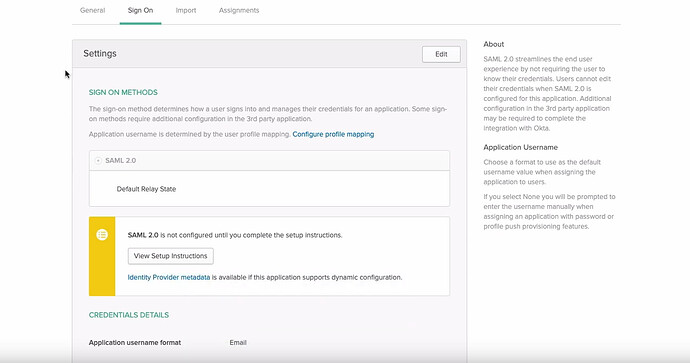 General
Sign On
Import
Assignments
Settings
Edit
SIGN ON METHODS
The sign-on method determines how a user signs into and manages their credentials for an application. Some sign-
on methods require additional configuration in the 3rd party application.
Application username is determined by the user profile mapping. Configure profile mapping
SAML 2.0
Default Relay State
SAML 2.0 is not configured until you complete the setup instructions.
View Setup Instructions
Identity Provider metadata is available if this application supports dynamic configuration.
CREDENTIALS DETAILS
Application username format
Email
About
SAML 2.0 streamlines the end user
experience by not requiring the user to
know their credentials. Users cannot edit
their credentials when SAML 2.0 is
configured for this application. Additional
configuration in the 3rd party application
may be required to complete the
integration with Okta.
Application Username
Choose a format to use as the default
username value when assigning the
application to users.
If you select None you will be prompted to
enter the username manually when
assigning an application with password or
profile push provisioning features.